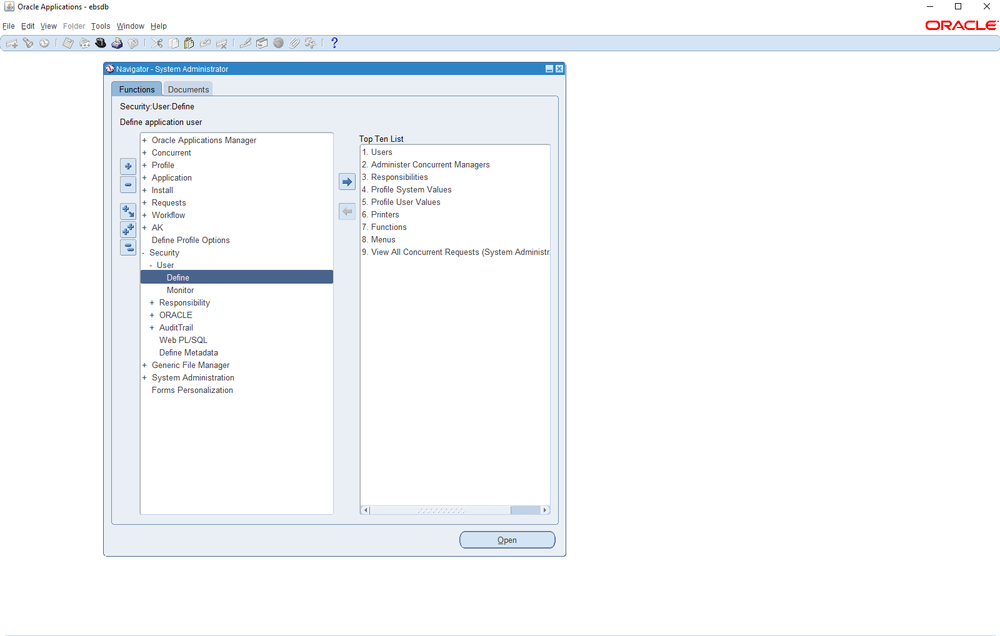 Oracle Applications - ebsdb
File Edit View Folder Tools Window Help
ORACLE
Navigator - System Administrator
Functions Documents
Security:User:Define
Define application user
+ Oracle Applications Manager
+ Concurrent
+ Profile
+ Application
+ Install
+ Requests
+ Workflow
+ AK
Define Profile Options
- Security
- User
Define
Monitor
+ Responsibility
+ ORACLE
+ AuditTrail
Web PL/SQL
Define Metadata
+ Generic File Manager
+ System Administration
Forms Personalization
Top Ten List
1. Users
2. Administer Concurrent Managers
3. Responsibilities
4. Profile System Values
5. Profile User Values
6. Printers
7. Functions
8. Menus
9. View All Concurrent Requests (System Administr
Open